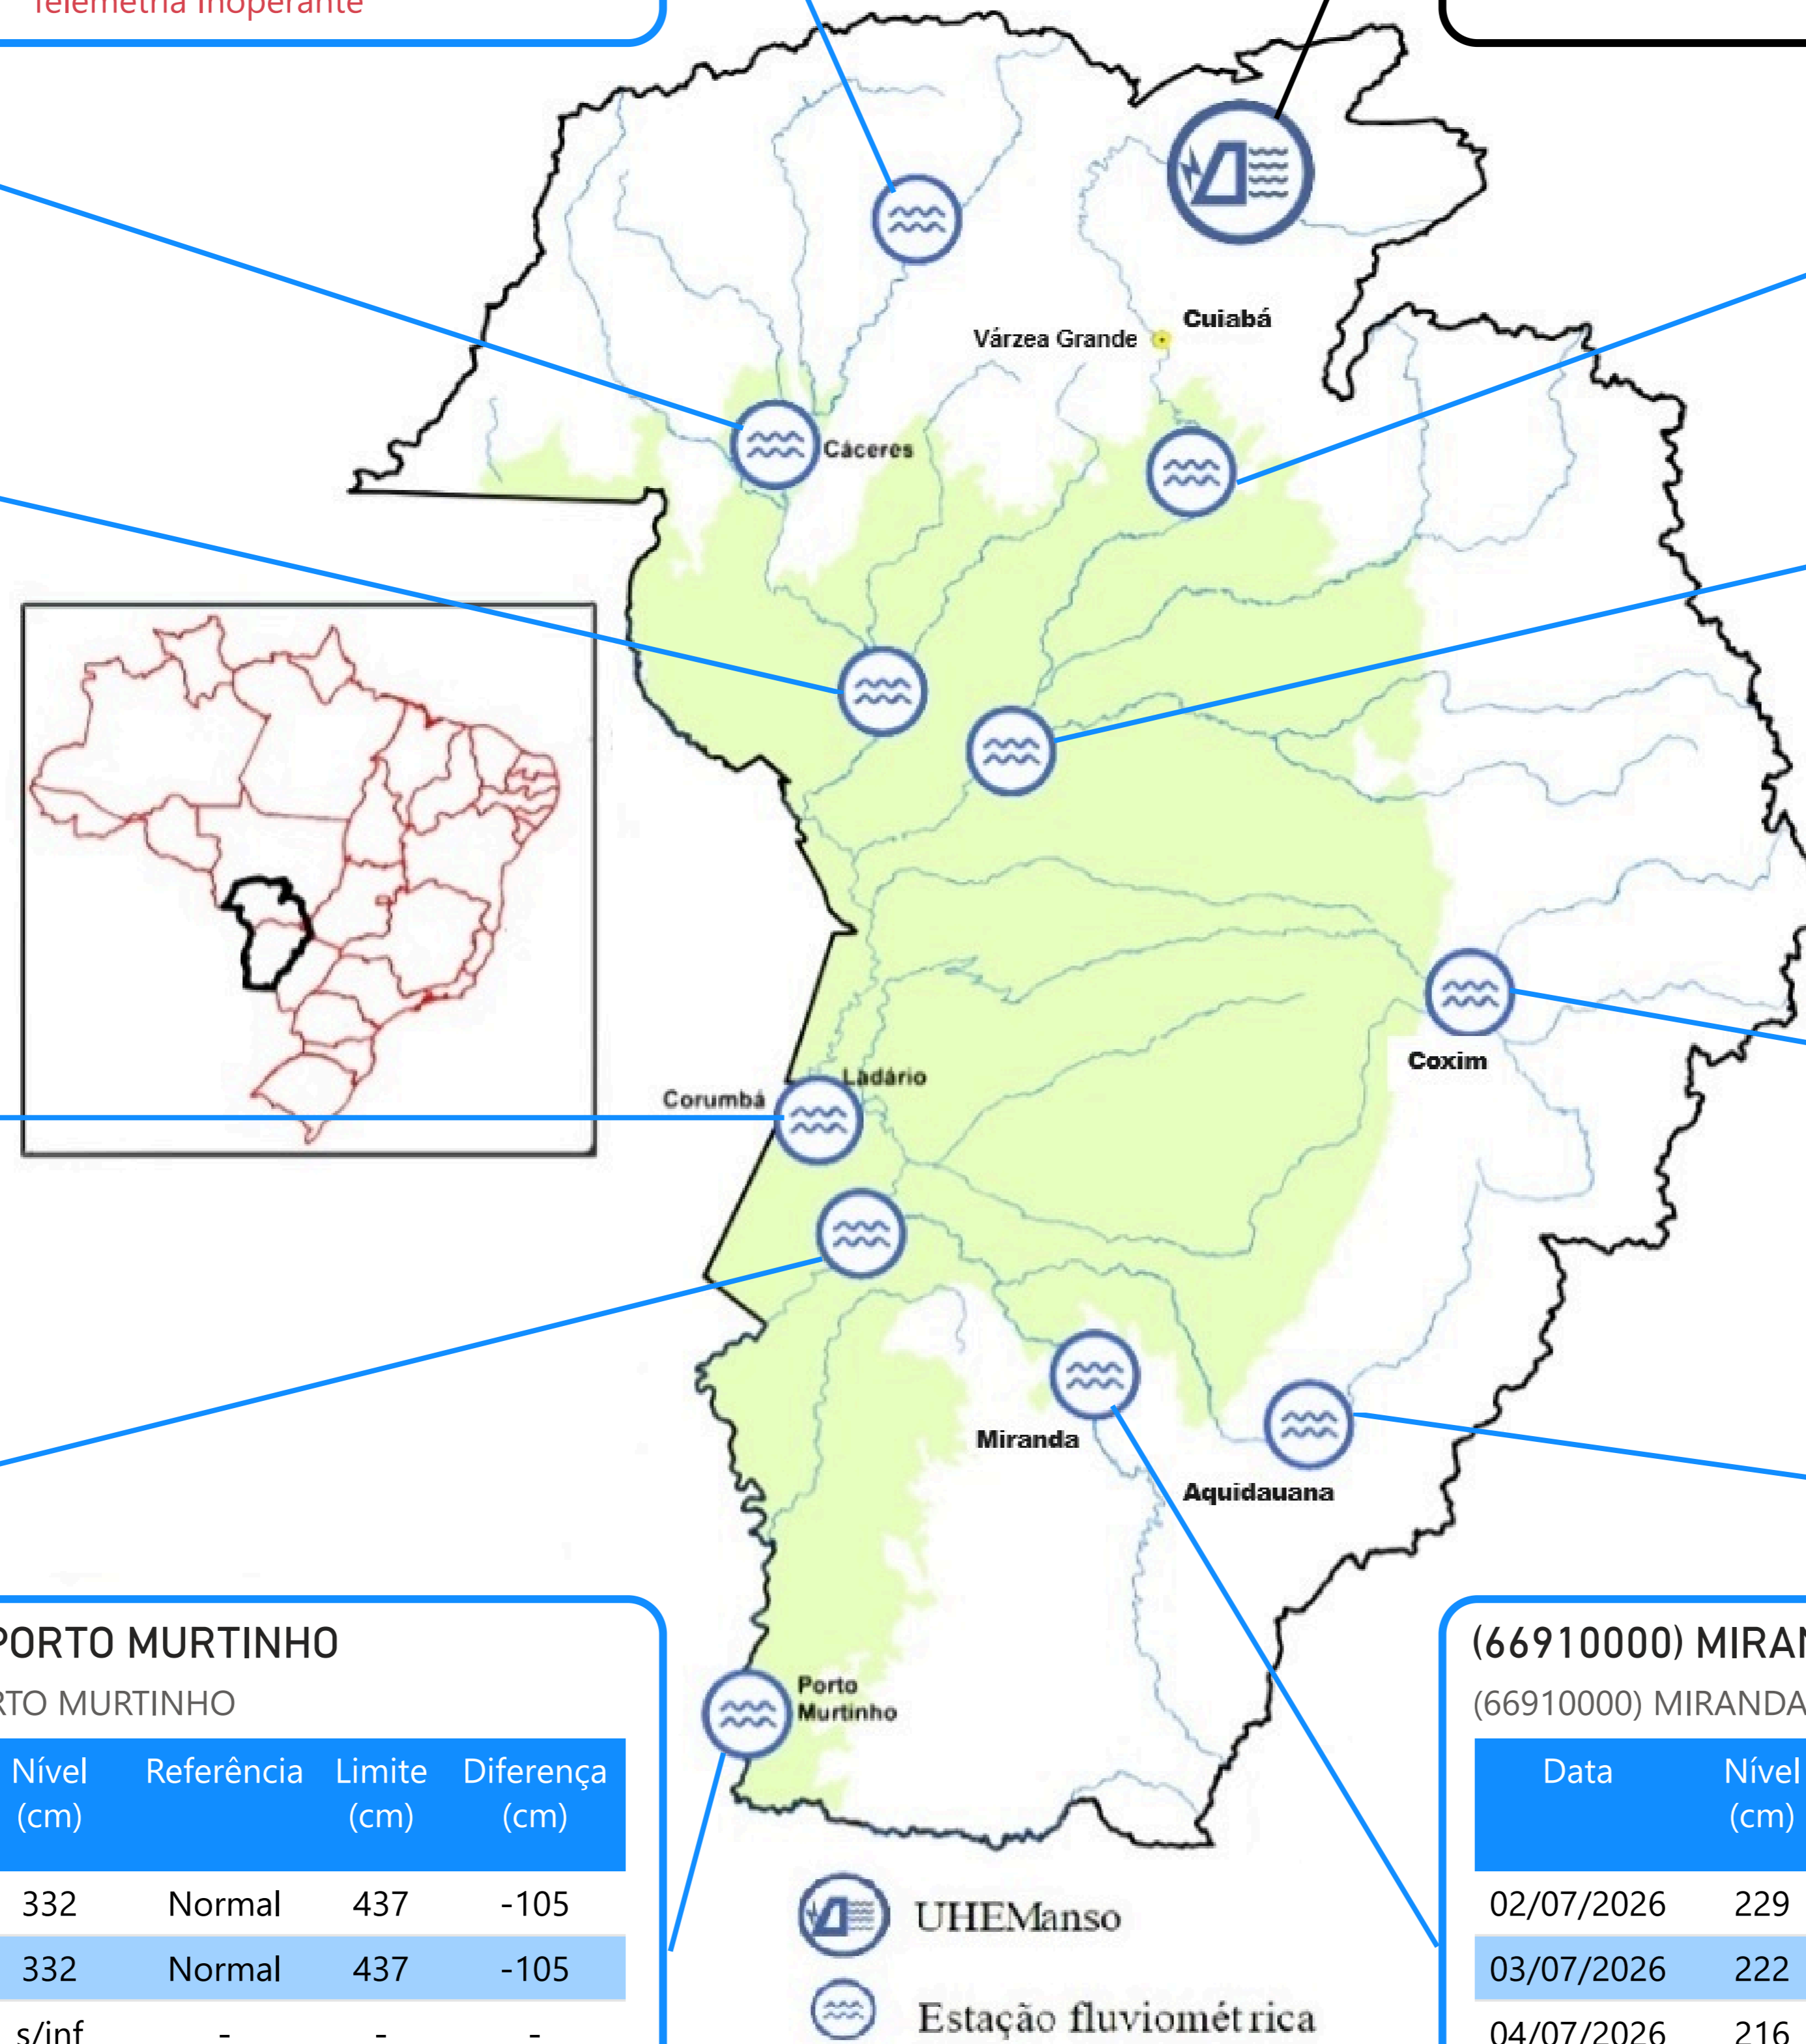 Telemetria Inoperante
Cuiabá
Várzea Grande
Cáceres
Coxim
Ladário
Corumbá
Miranda
Aquidauana
Porto
Murtinho
PORTO MURTINHO
RTO MURTINHO
Nível (cm) Referência Limite (cm) Diferença (cm)
332 Normal 437 -105
332 Normal 437 -105
s/inf - - -
UHEManso
Estação fluviométrica
(66910000) MIRAN
(66910000) MIRANDA
Data Nível (cm)
02/07/2026 229
03/07/2026 222
04/07/2026 216